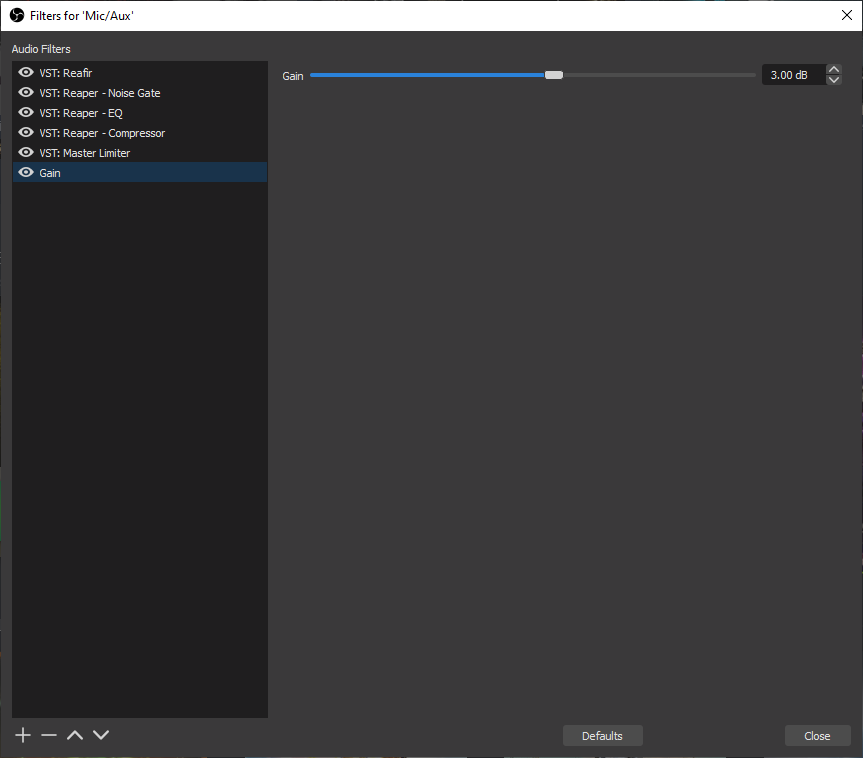 Filters for 'Mic/Aux'
Audio Filters
VST: Reafir
VST: Reaper - Noise Gate
VST: Reaper - EQ
VST: Reaper - Compressor
VST: Master Limiter
Gain
Gain 3.00 dB
Defaults
Close